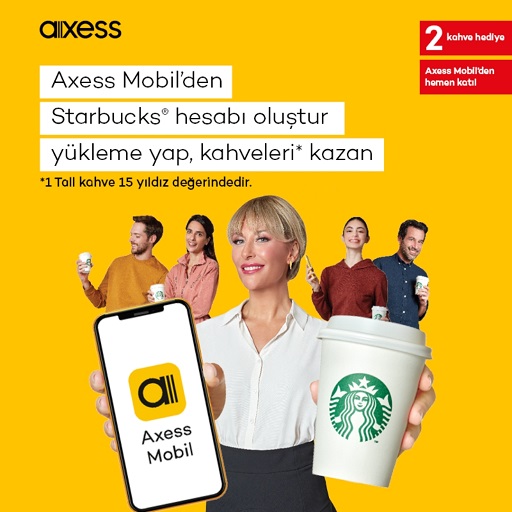 axess
2 kahve hediye
Axess Mobil'den
hemen katıl
Axess Mobil'den
Starbucks® hesabı oluştur
yükleme yap, kahveleri* kazan
*1 Tall kahve 15 yıldız değerindedir.
Axess
Mobil